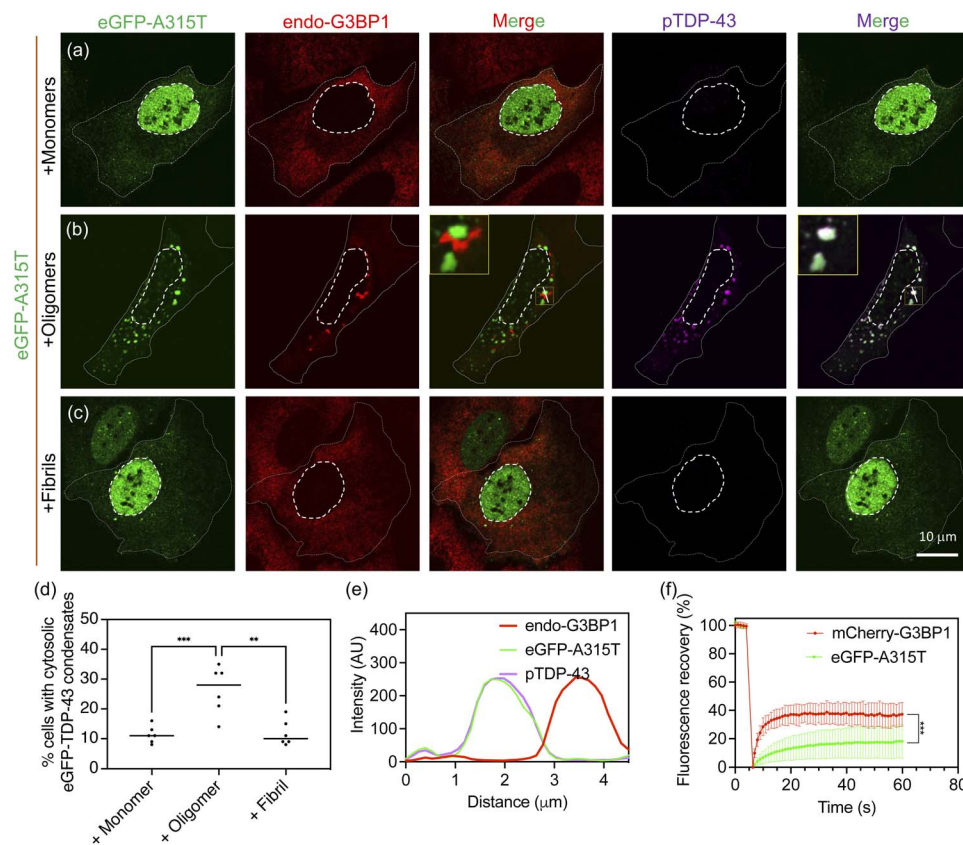 eGFP-A315T endo-G3BP1 Merge pTDP-43 Merge
eGFP-A315T
(a)
+Monomers
(b)
+Oligomers
(c)
+Fibrils
10 μm
(d)
% cells with cytosolic
eGFP-TDP-43 condensates
50
40
30
20
10
0
***
**
+ Monomer
+ Oligomer
+ Fibril
(e)
Intensity (AU)
400
300
200
100
0
endo-G3BP1
eGFP-A315T
pTDP-43
0 1 2 3 4
Distance (μm)
(f)
Fluorescence recovery (%)
100
80
60
40
20
0
mCherry-G3BP1
eGFP-A315T
***
0 20 40 60 80
Time (s)